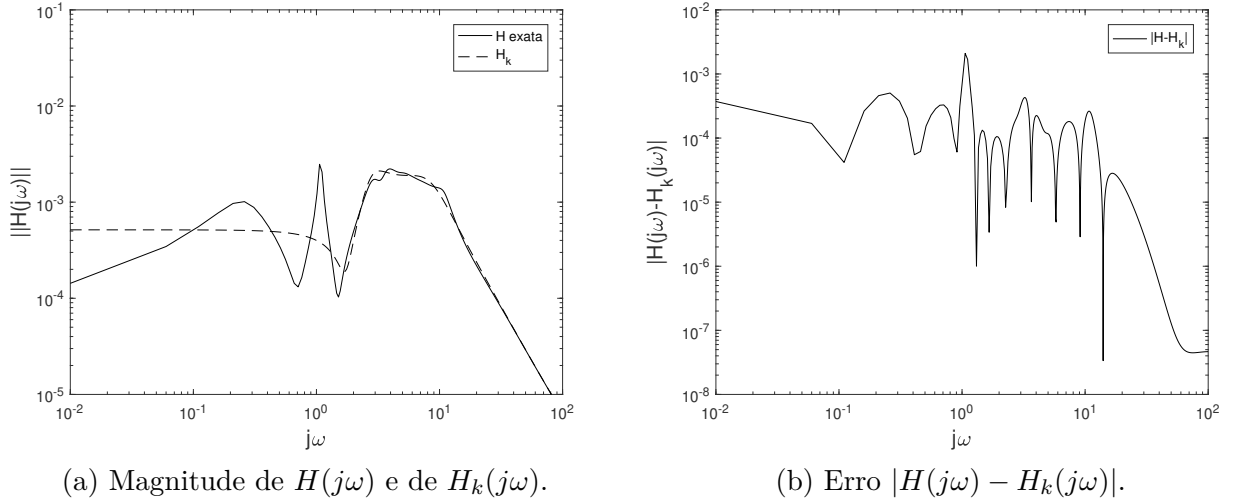 10^-1
10^-2
10^-3
10^-4
10^-5
||H(jω)||
H exata
H_k
10^-2 10^-1 10^0 10^1 10^2
jω
(a) Magnitude de H(jω) e de H_k(jω).
10^-2
10^-3
10^-4
10^-5
10^-6
10^-7
10^-8
|H(jω)-H_k(jω)|
|H-H_k|
10^-2 10^-1 10^0 10^1 10^2
jω
(b) Erro |H(jω) − H_k(jω)|.